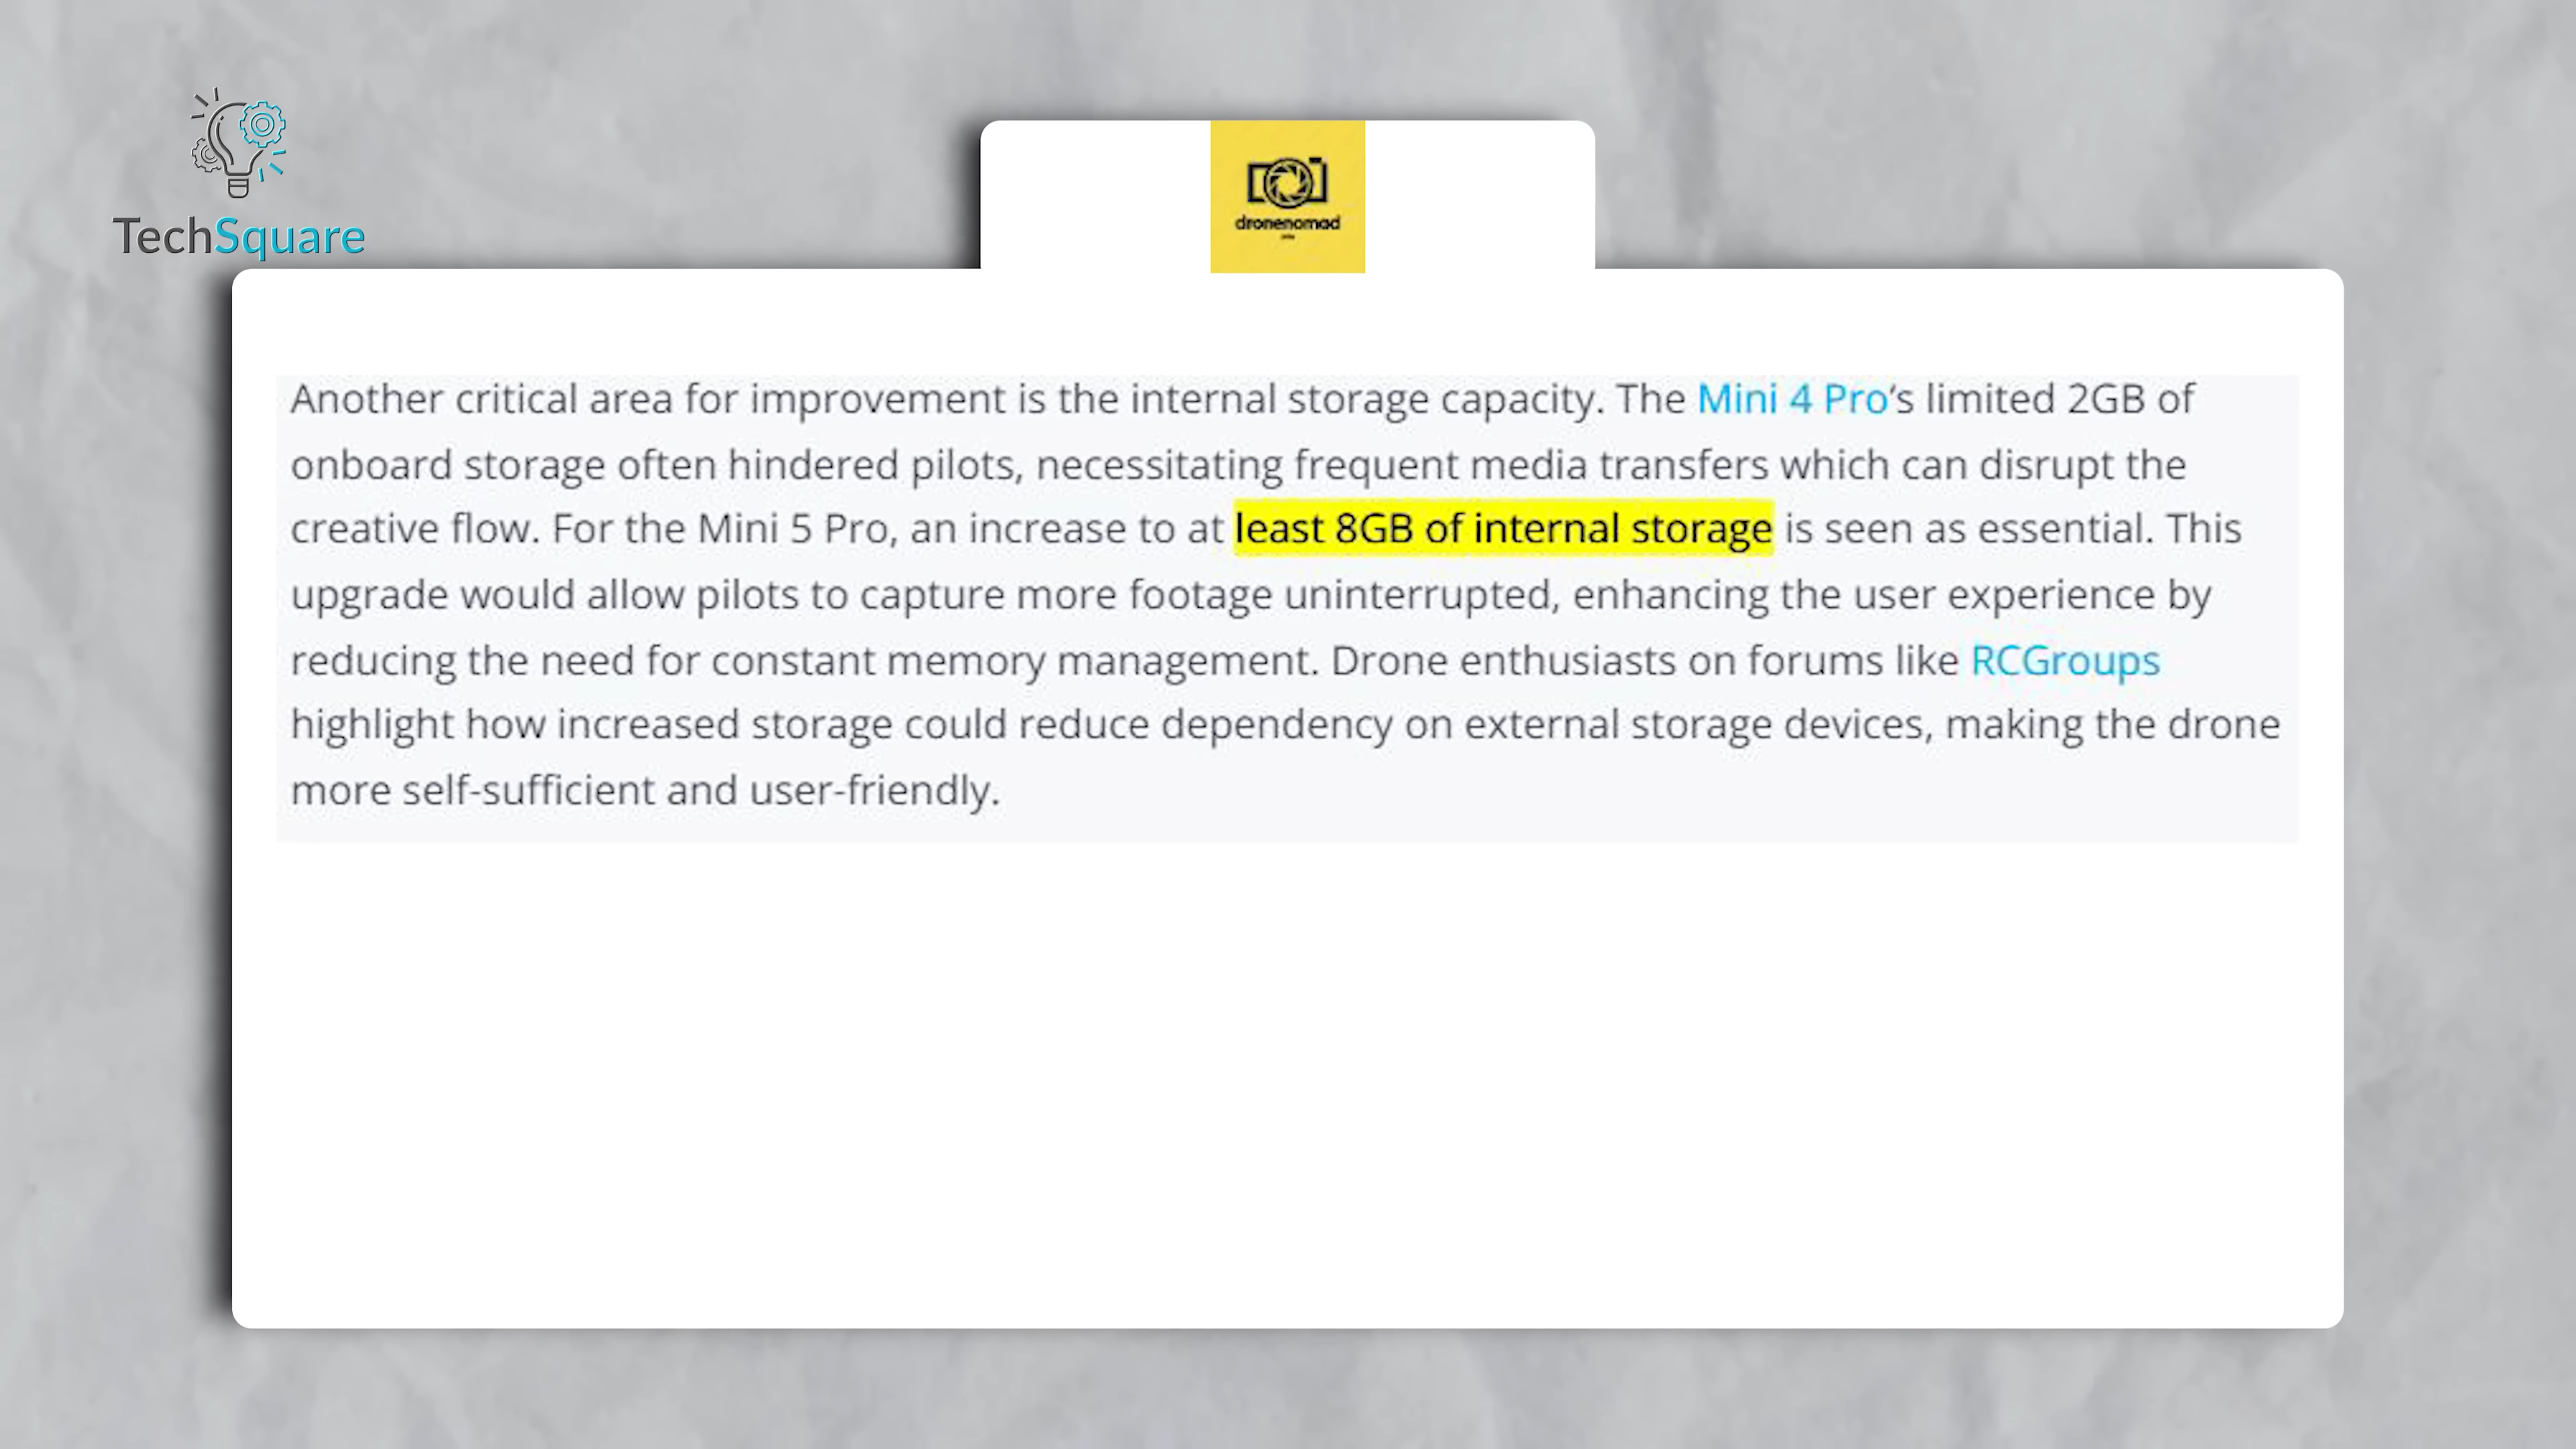 TechSquare
dronenomad
Another critical area for improvement is the internal storage capacity. The Mini 4 Pro‘s limited 2GB of
onboard storage often hindered pilots, necessitating frequent media transfers which can disrupt the
creative flow. For the Mini 5 Pro, an increase to at least 8GB of internal storage is seen as essential. This
upgrade would allow pilots to capture more footage uninterrupted, enhancing the user experience by
reducing the need for constant memory management. Drone enthusiasts on forums like RCGroups
highlight how increased storage could reduce dependency on external storage devices, making the drone
more self-sufficient and user-friendly.